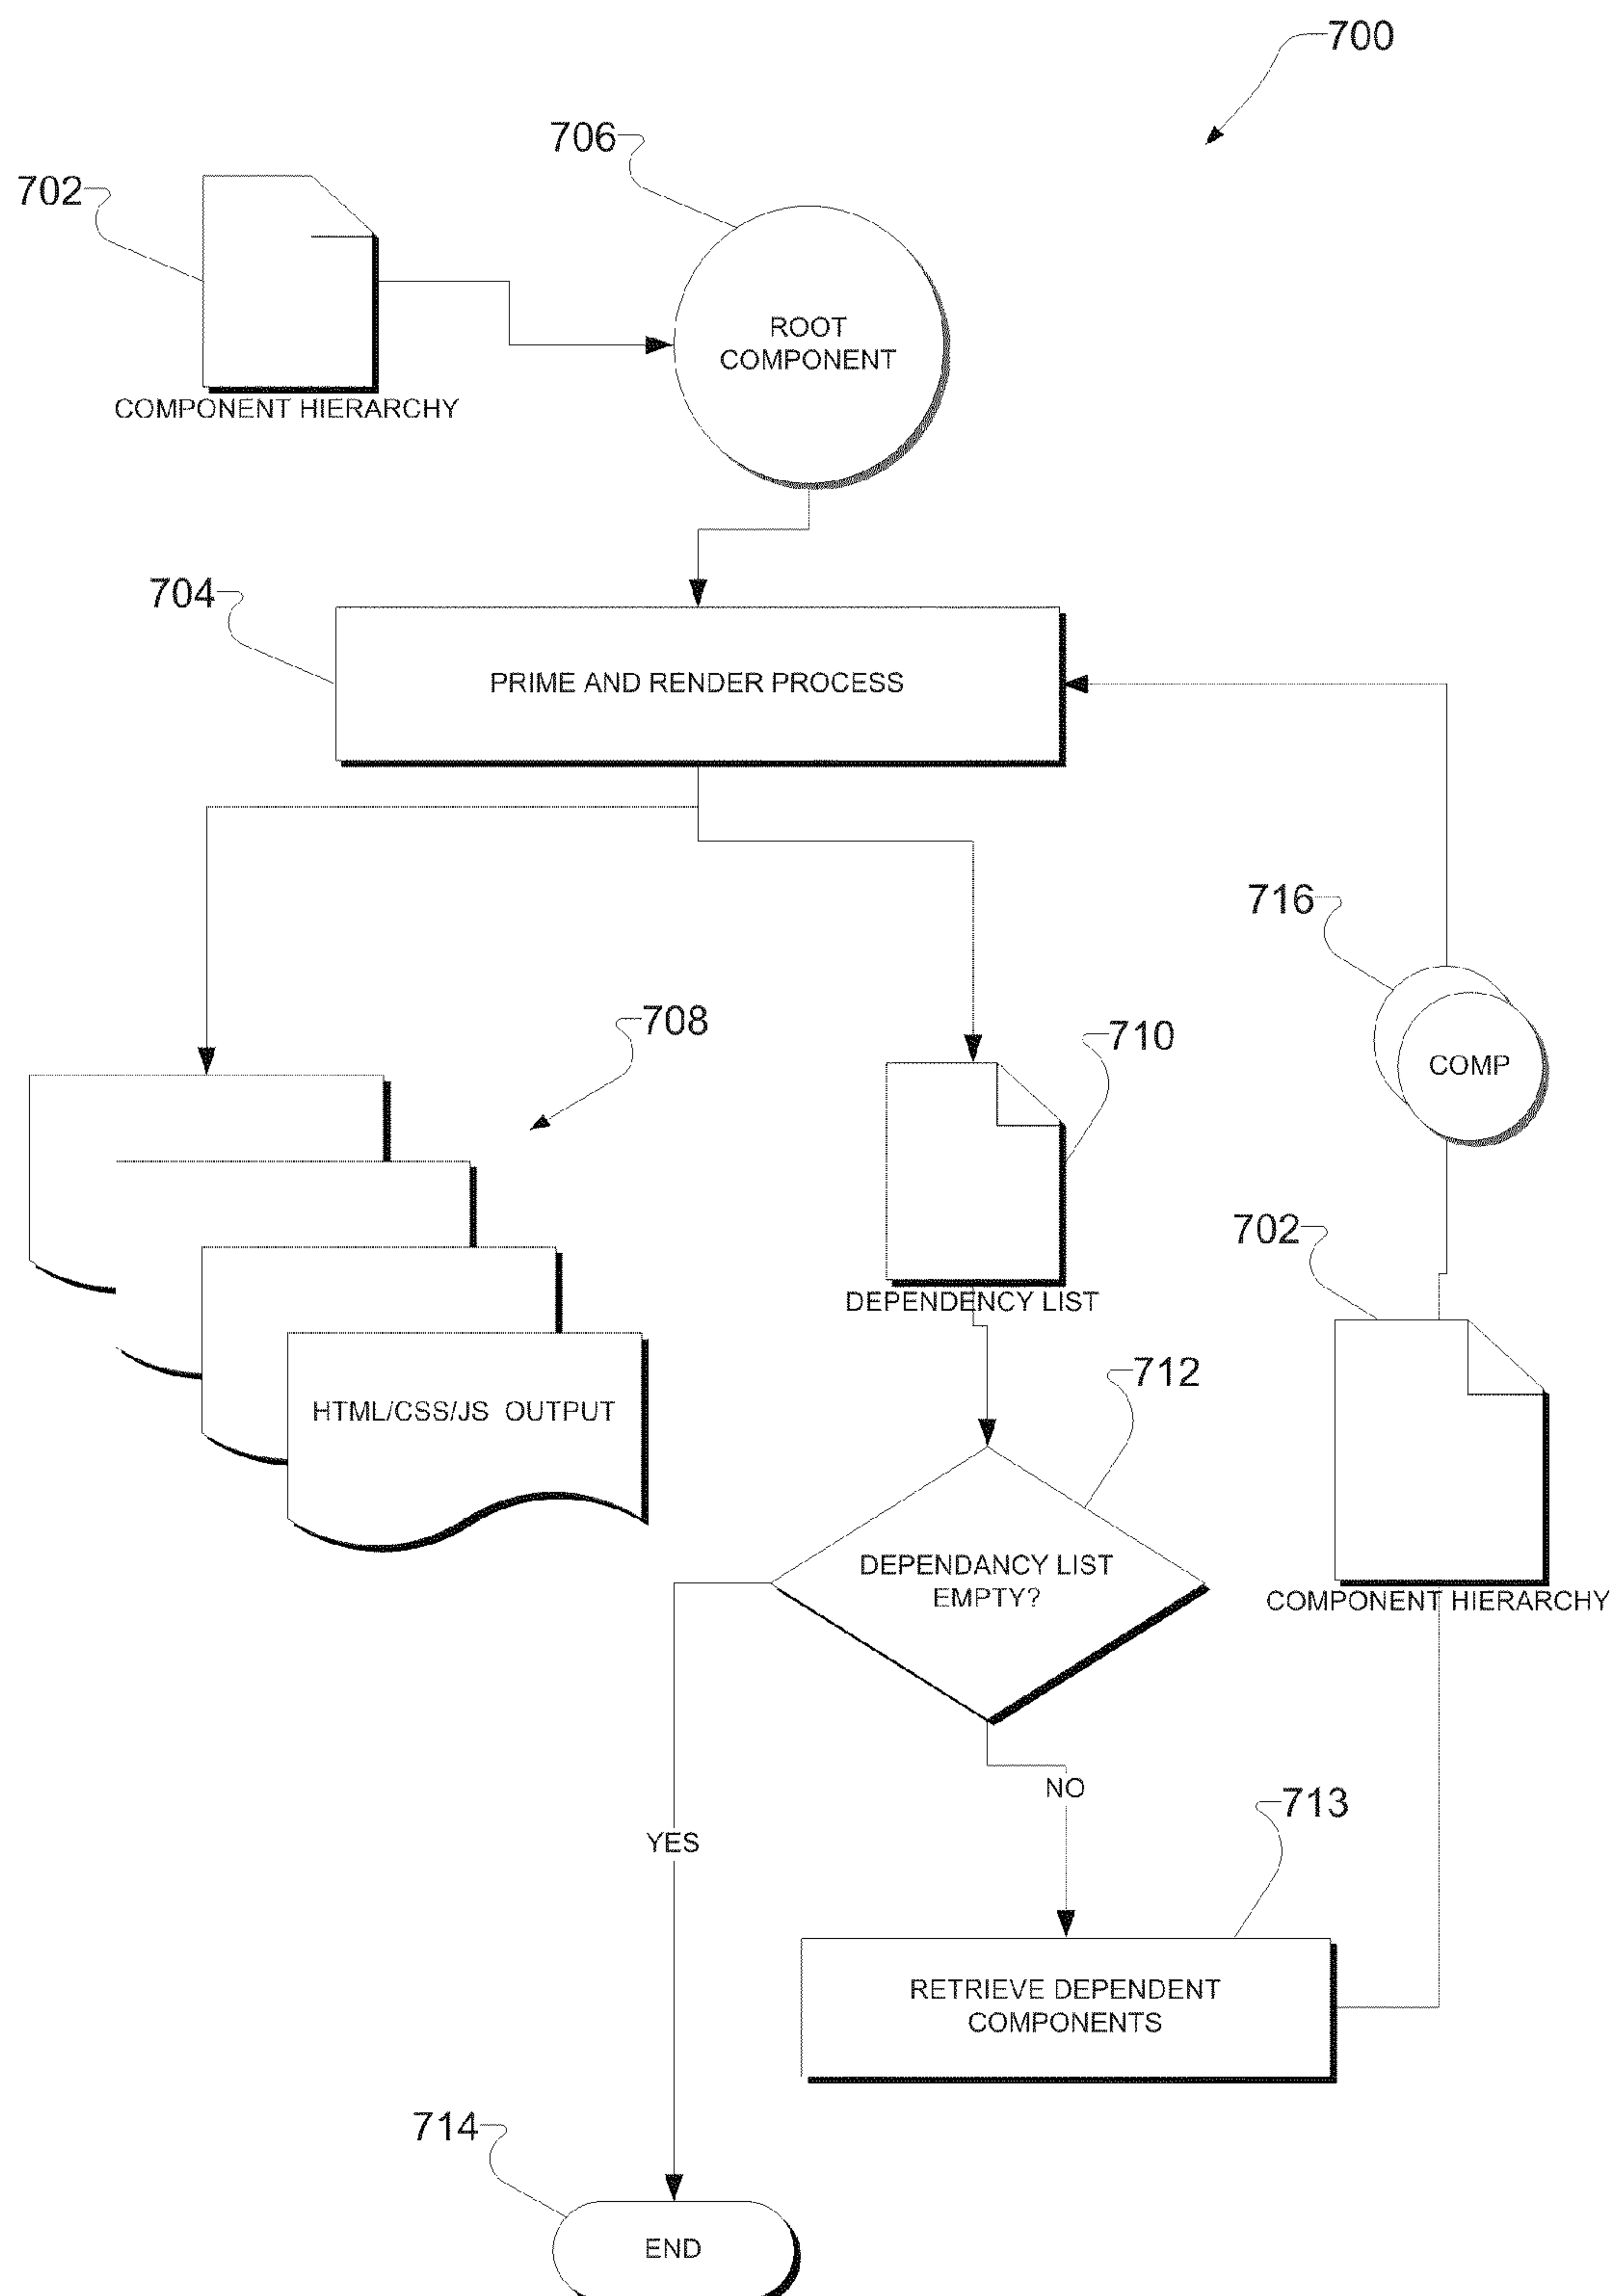 700
706
702
ROOT
COMPONENT
COMPONENT HIERARCHY
704
PRIME AND RENDER PROCESS
716
708
710
COMP
702
DEPENDENCY LIST
712
HTML/CSS/JS OUTPUT
DEPENDANCY LIST
EMPTY?
COMPONENT HIERARCHY
NO
713
YES
RETRIEVE DEPENDENT
COMPONENTS
714
END